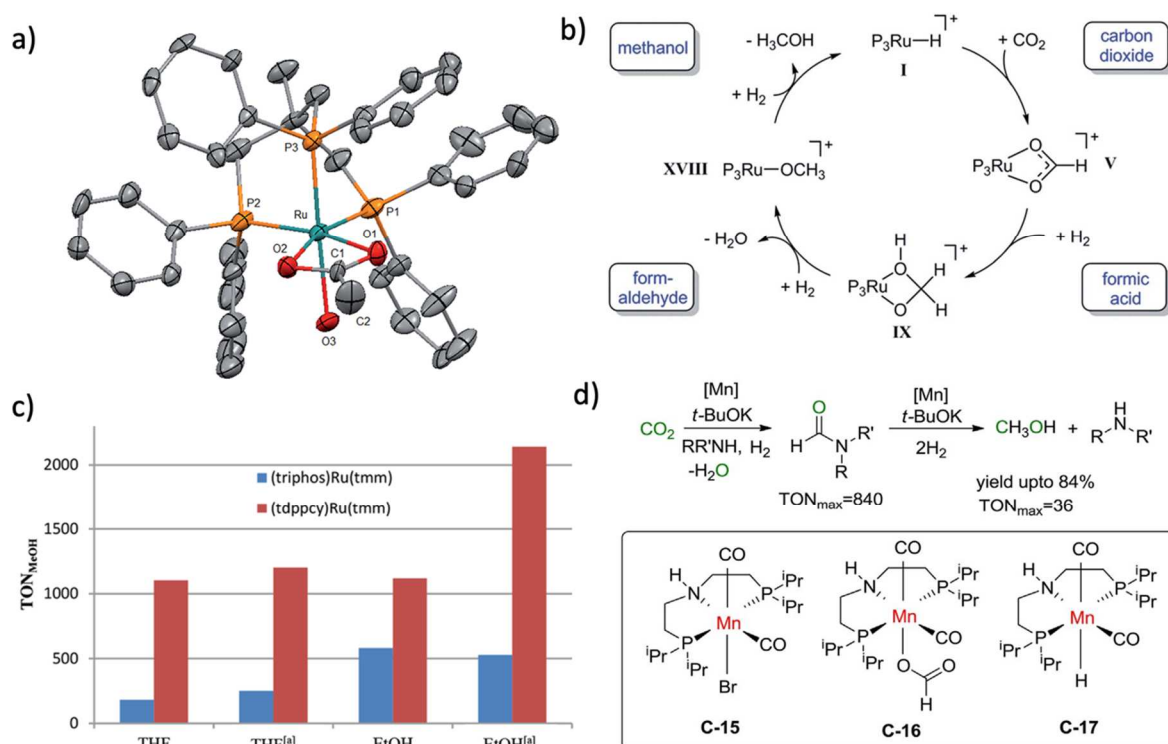 a)
P3
P2
Ru
P1
O1
O2
C1
C2
O3
b)
methanol
- H3COH
P3Ru—H ⁺
I
+ CO2
carbon
dioxide
+ H2
XVIII P3Ru—OCH3 ⁺
P3Ru O O H ⁺ V
- H2O
+ H2
+ H2
form-
aldehyde
H
P3Ru O O H H ⁺
IX
formic
acid
c)
TON MeOH
2000
1500
1000
500
0
(triphos)Ru(tmm)
(tdppcy)Ru(tmm)
THF
THF[a]
EtOH
EtOH[a]
d)
CO2
[Mn]
t-BuOK
RR'NH, H2
-H2O
O
H N R'
R
TONmax=840
[Mn]
t-BuOK
2H2
CH3OH + H
R N R'
yield upto 84%
TONmax=36
CO
H N P iPr
iPr
Mn
iPr P CO
iPr
Br
C-15
CO
H N P iPr
iPr
Mn
iPr P CO
iPr
O O
H
C-16
CO
H N P iPr
iPr
Mn
iPr P CO
iPr
H
C-17